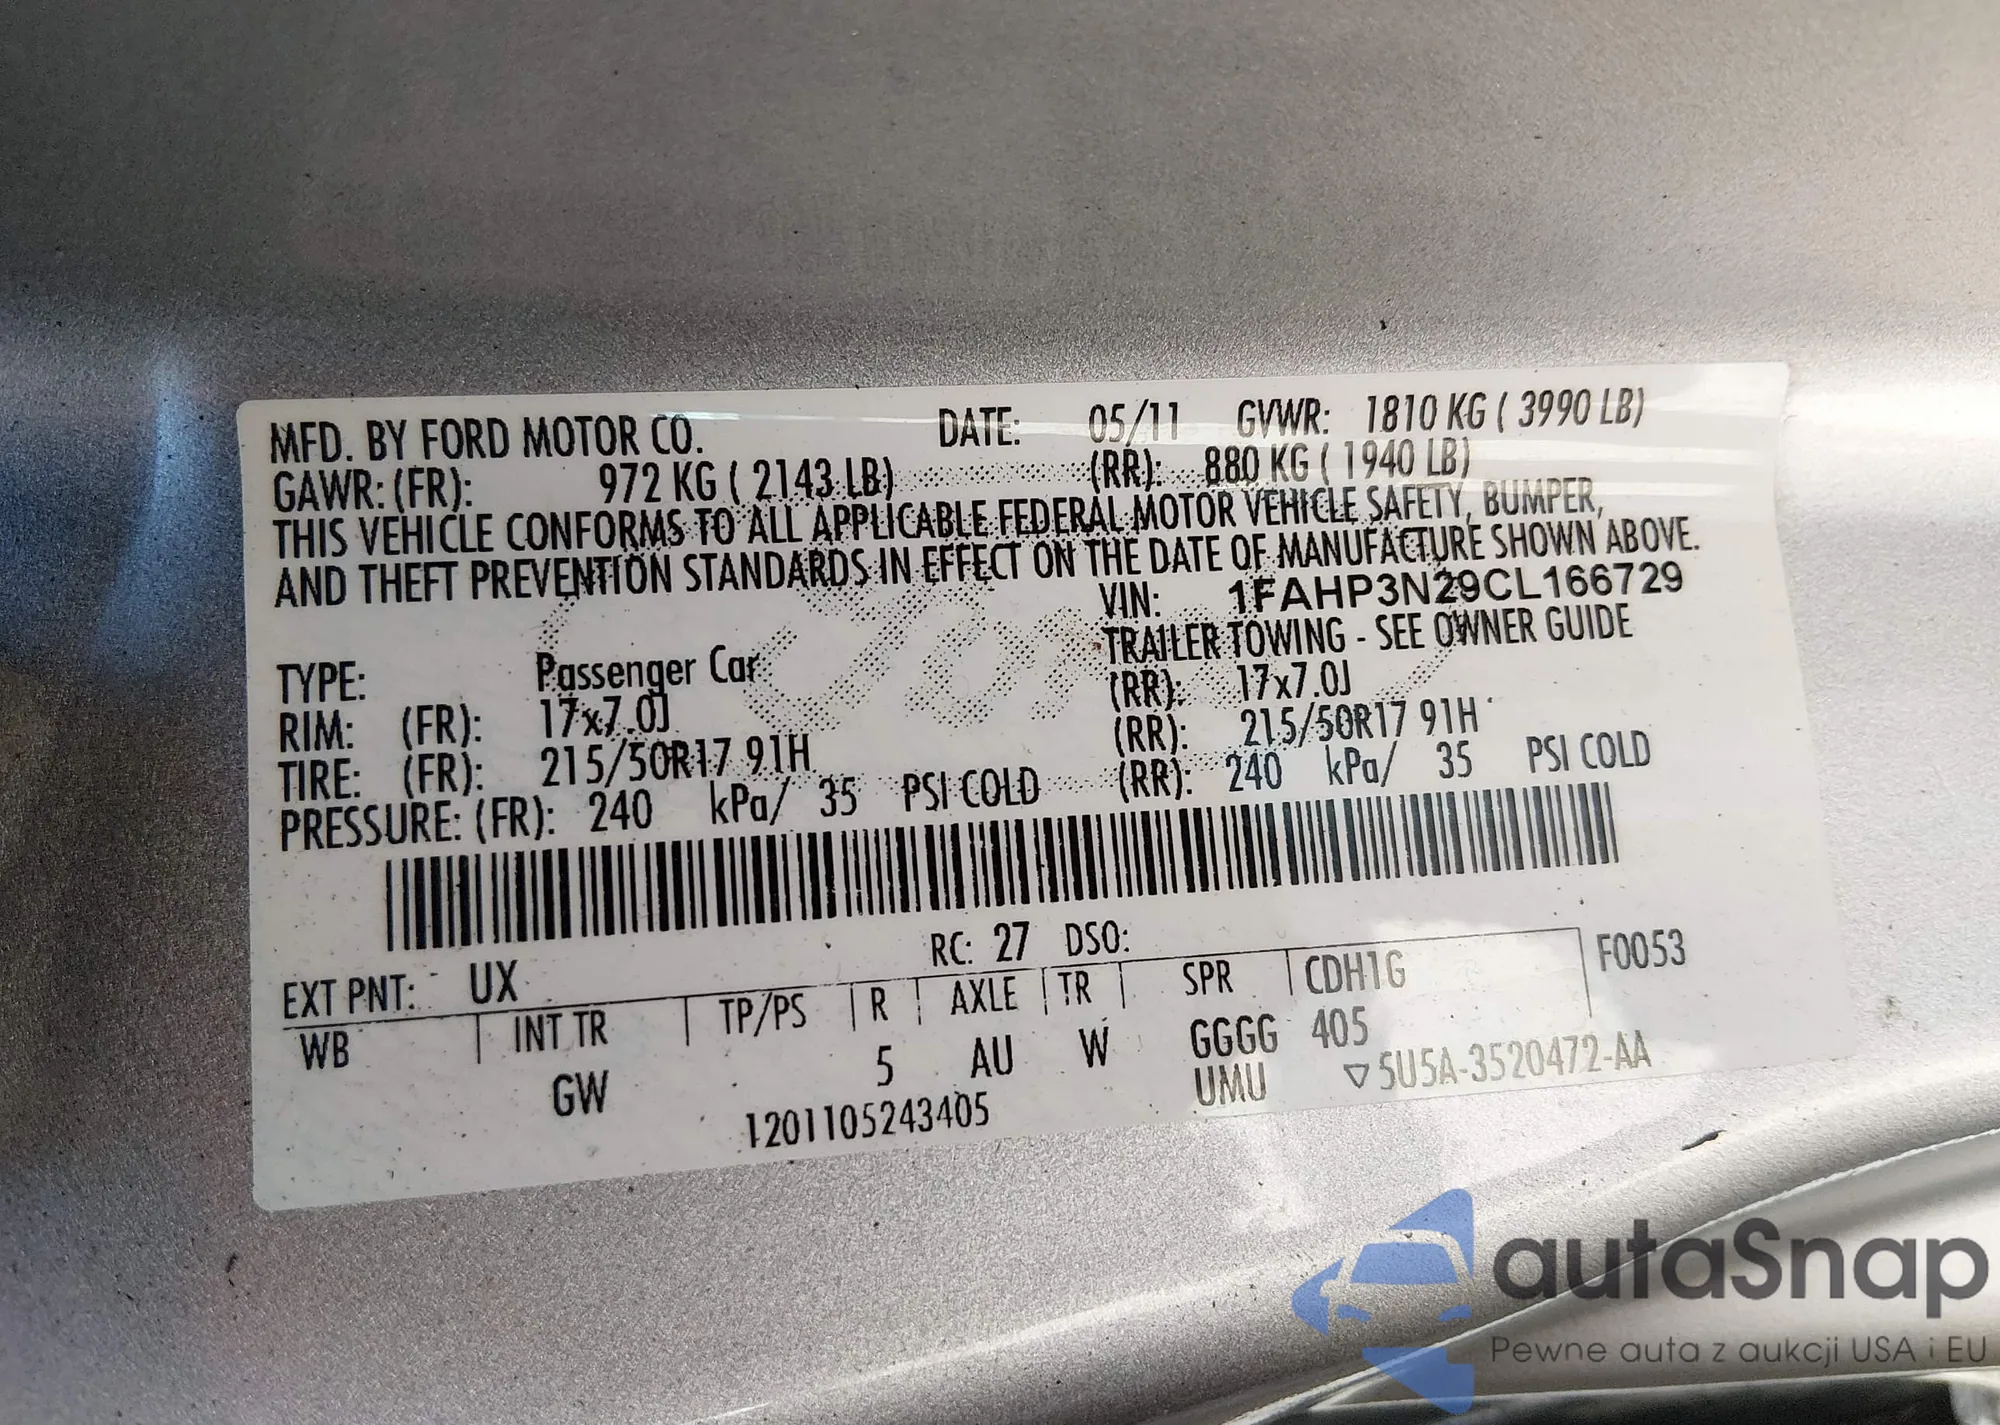 MFD. BY FORD MOTOR CO. DATE: 05/11 GVWR: 1810 KG ( 3990 LB)
GAWR: (FR): 972 KG ( 2143 LB) (RR): 880 KG ( 1940 LB)
THIS VEHICLE CONFORMS TO ALL APPLICABLE FEDERAL MOTOR VEHICLE SAFETY, BUMPER,
AND THEFT PREVENTION STANDARDS IN EFFECT ON THE DATE OF MANUFACTURE SHOWN ABOVE.
VIN: 1FAHP3N29CL166729
TYPE: Passenger Car TRAILER TOWING - SEE OWNER GUIDE
RIM: (FR): 17x7.0J (RR): 17x7.0J
TIRE: (FR): 215/50R17 91H (RR): 215/50R17 91H
PRESSURE: (FR): 240 kPa/ 35 PSI COLD (RR): 240 kPa/ 35 PSI COLD
EXT PNT: UX RC: 27 DSO: F0053
WB INT TR TP/PS R AXLE TR SPR CDH1G
GW 5 AU W GGGG 405
UMU ▽ 5U5A-3520472-AA
1201105243405
autaSnap
Pewne auta z aukcji USA i EU